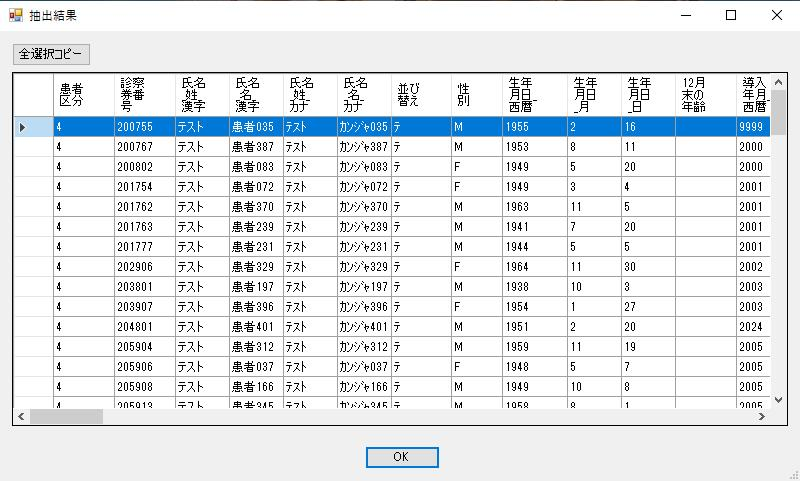 抽出結果
全選択コピー
患者区分 診察券番号 氏名_姓_漢字 氏名_名_漢字 氏名_姓_カナ 氏名_名_カナ 並び替え 性別 生年月日_西暦 生年月日_月 生年月日_日 12月末の年齢 導入年月_西暦
4 200755 テスト 患者035 テスト カンジャ035 テ M 1955 2 16 9999
4 200767 テスト 患者387 テスト カンジャ387 テ M 1953 8 11 2000
4 200802 テスト 患者083 テスト カンジャ083 テ F 1949 5 20 2000
4 201754 テスト 患者072 テスト カンジャ072 テ F 1949 3 4 2001
4 201762 テスト 患者370 テスト カンジャ370 テ M 1963 11 5 2001
4 201763 テスト 患者239 テスト カンジャ239 テ M 1941 7 20 2001
4 201777 テスト 患者231 テスト カンジャ231 テ M 1944 5 5 2001
4 202906 テスト 患者329 テスト カンジャ329 テ F 1964 11 30 2002
4 203801 テスト 患者197 テスト カンジャ197 テ M 1938 10 3 2003
4 203907 テスト 患者396 テスト カンジャ396 テ F 1954 1 27 2003
4 204801 テスト 患者401 テスト カンジャ401 テ M 1951 2 20 2024
4 205904 テスト 患者312 テスト カンジャ312 テ M 1959 11 19 2005
4 205906 テスト 患者037 テスト カンジャ037 テ F 1948 5 7 2005
4 205908 テスト 患者166 テスト カンジャ166 テ M 1949 10 8 2005
4 205913 テスト 患者345 テスト カンジャ345 テ M 1958 8 1 2005
OK